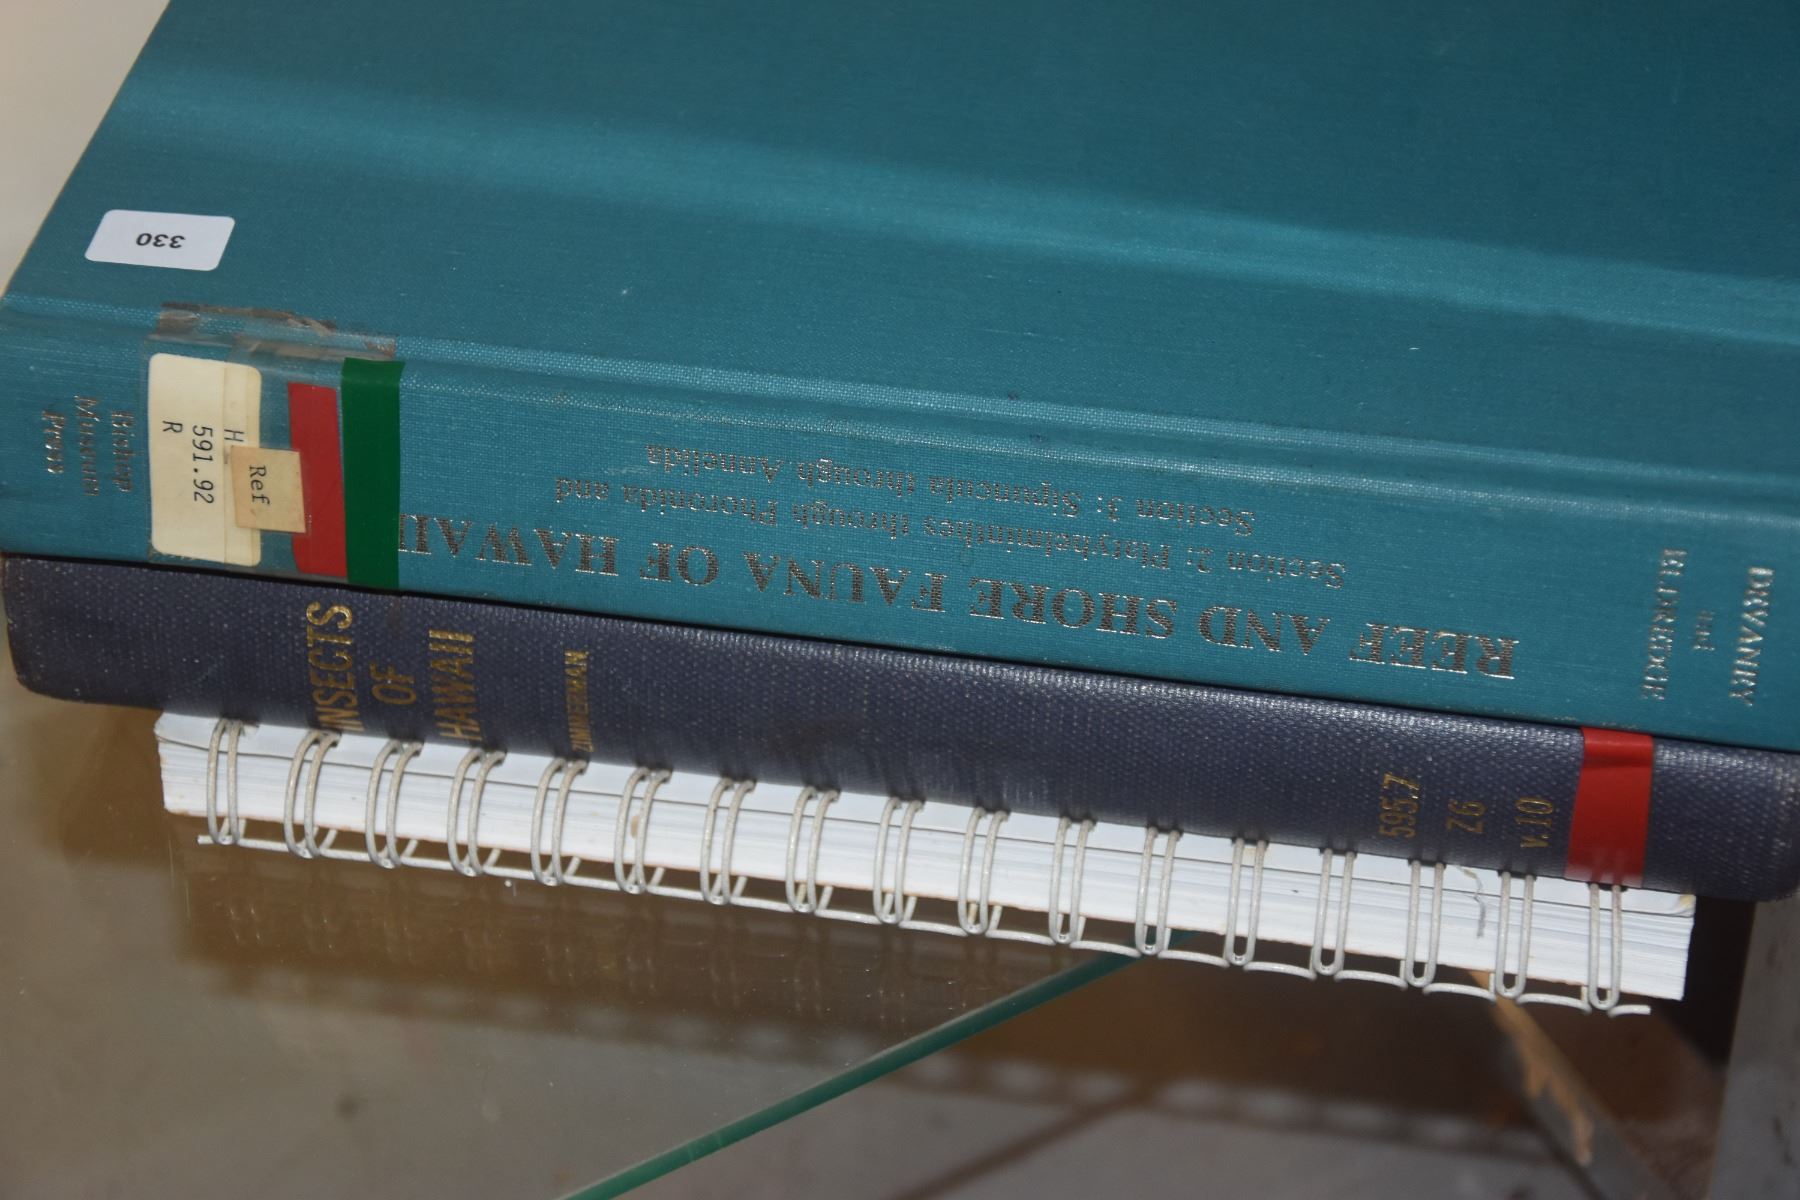 330
DEVANEY
and
ELDREDGE
REEF AND SHORE FAUNA OF HAWAII
Section 2: Platyhelminthes through Phoronida and
Section 3: Sipuncula through Annelida
Ref.
H
591.92
R
Bishop
Museum
Press
INSECTS
OF
HAWAII
ZIMMERMAN
595.7
Z6
v.10